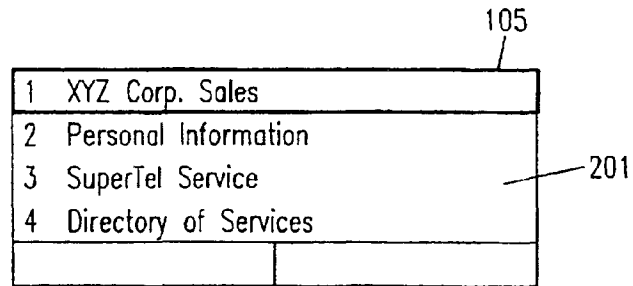 105
1 XYZ Corp. Sales
2 Personal Information
3 SuperTel Service
201
4 Directory of Services